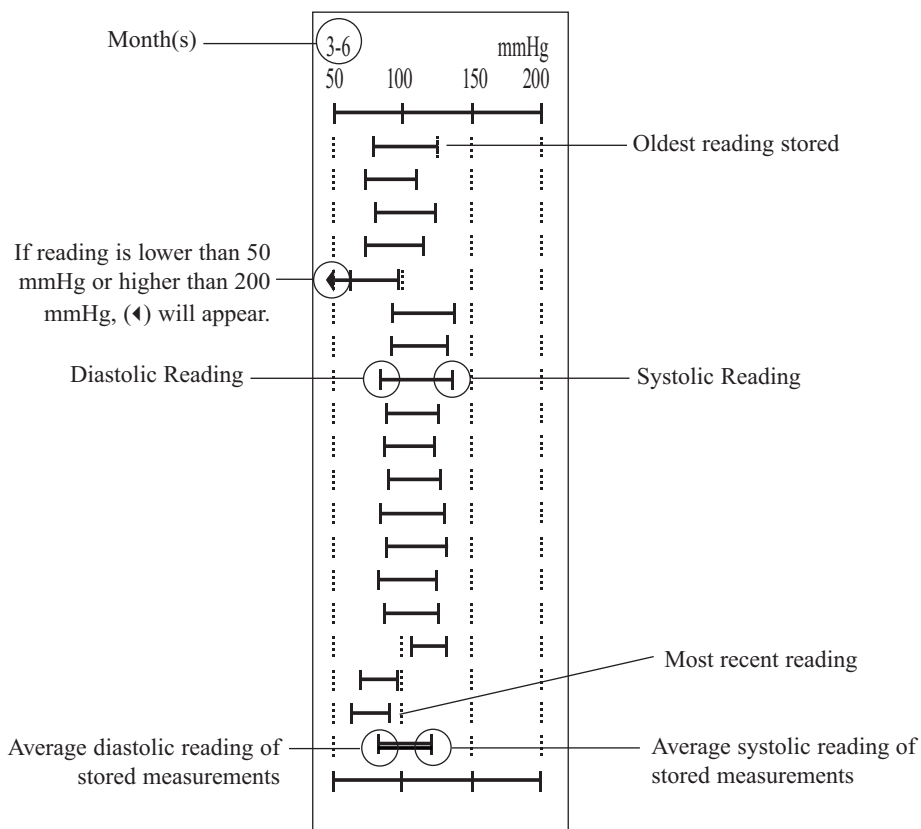 Month(s)
3-6
mmHg
50 100 150 200
Oldest reading stored
If reading is lower than 50
mmHg or higher than 200
mmHg, (◂) will appear.
Diastolic Reading
Systolic Reading
Most recent reading
Average diastolic reading of
stored measurements
Average systolic reading of
stored measurements